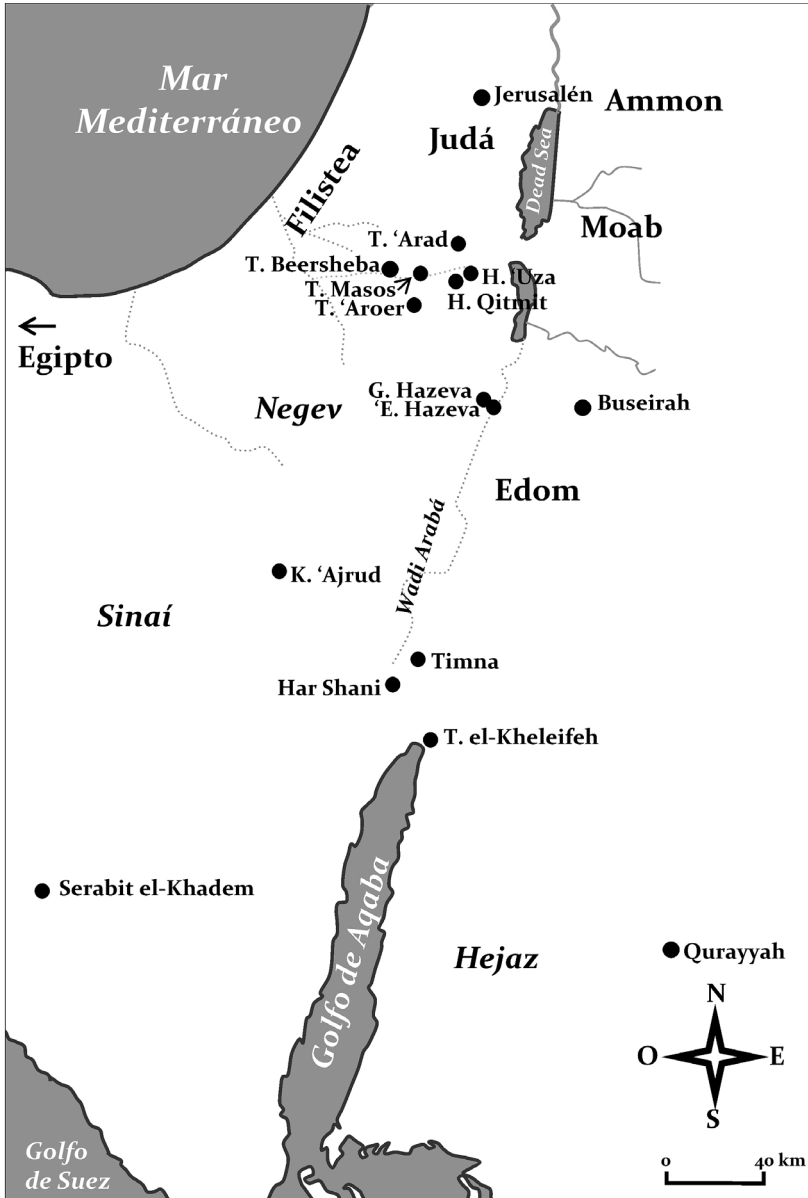 Mar
Mediterráneo
Jerusalén
Ammon
Judá
Dead Sea
Filistea
Moab
T. ‘Arad
T. Beersheba
H. ‘Uza
T. Masos
H. Qitmit
T. ‘Aroer
Egipto
G. Hazeva
Negev
‘E. Hazeva
Buseirah
Edom
Wadi Arabá
K. ‘Ajrud
Sinaí
Timna
Har Shani
T. el-Kheleifeh
Serabit el-Khadem
Golfo de Aqaba
Hejaz
Qurayyah
N
O
E
S
Golfo
de Suez
0 40 km